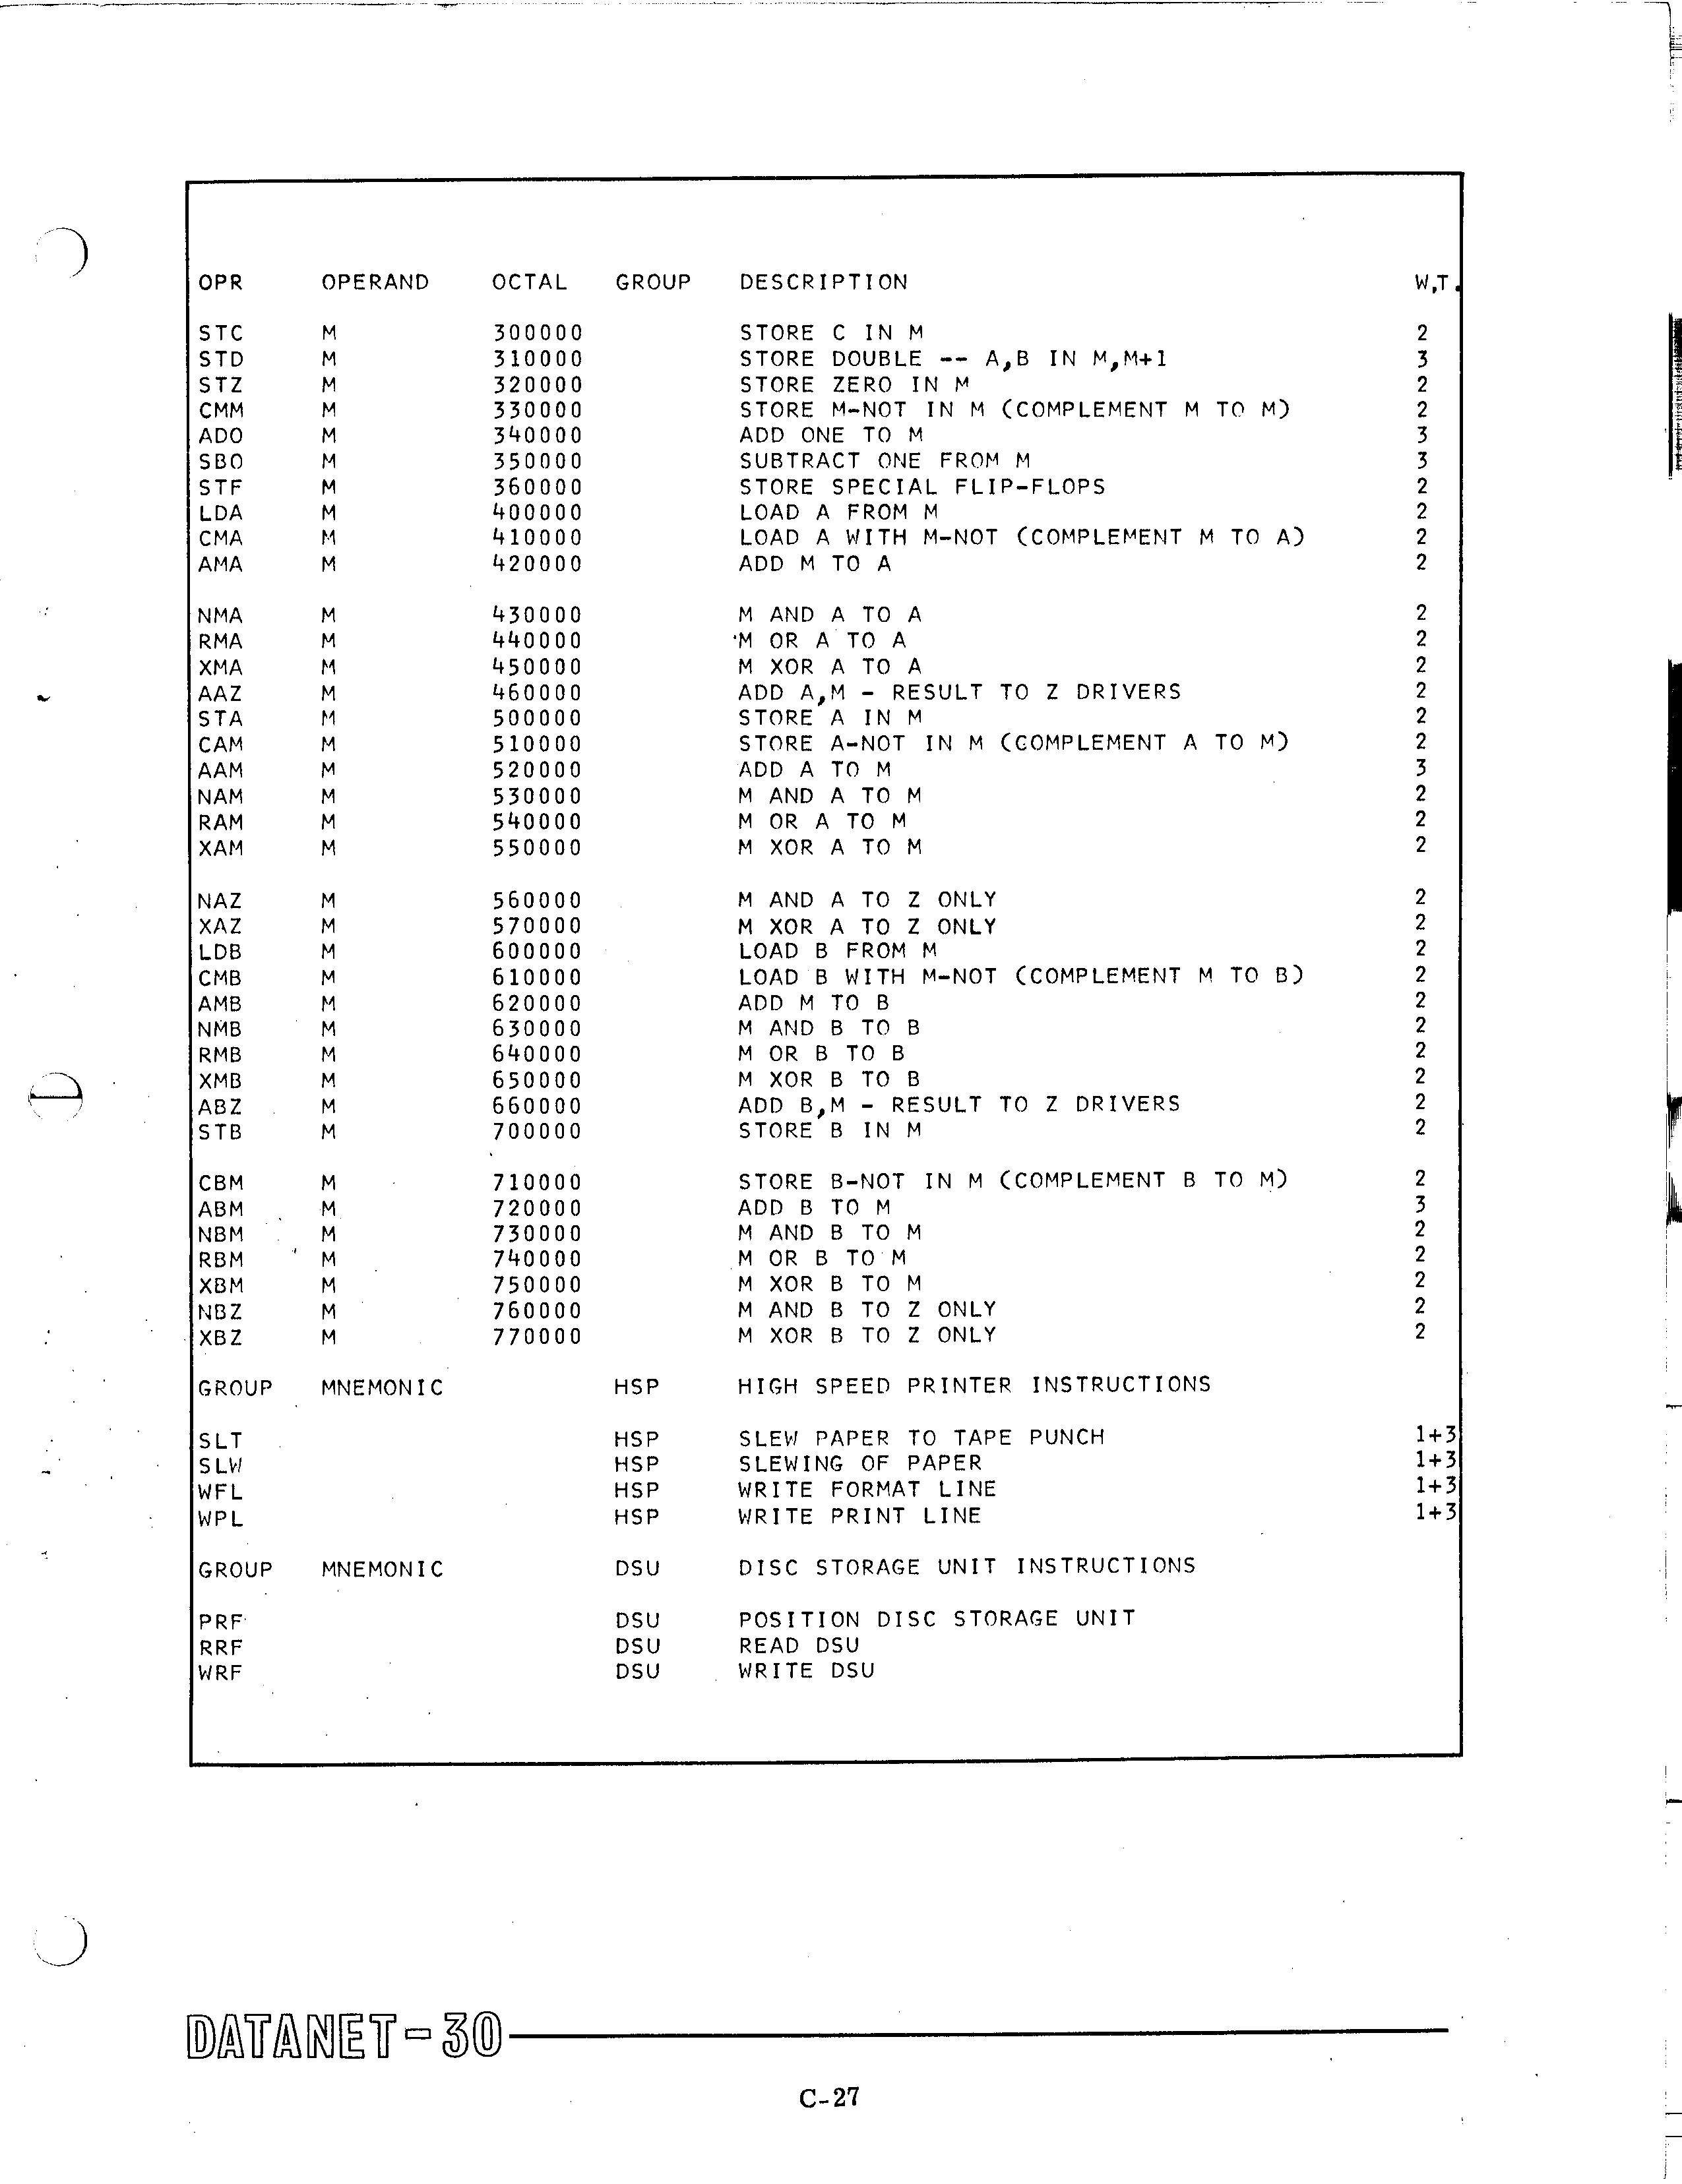 OPR OPERAND OCTAL GROUP DESCRIPTION W,T.
STC M 300000 STORE C IN M 2
STD M 310000 STORE DOUBLE -- A,B IN M,M+1 3
STZ M 320000 STORE ZERO IN M 2
CMM M 330000 STORE M-NOT IN M (COMPLEMENT M TO M) 2
ADO M 340000 ADD ONE TO M 3
SBO M 350000 SUBTRACT ONE FROM M 3
STF M 360000 STORE SPECIAL FLIP-FLOPS 2
LDA M 400000 LOAD A FROM M 2
CMA M 410000 LOAD A WITH M-NOT (COMPLEMENT M TO A) 2
AMA M 420000 ADD M TO A 2
NMA M 430000 M AND A TO A 2
RMA M 440000 M OR A TO A 2
XMA M 450000 M XOR A TO A 2
AAZ M 460000 ADD A,M - RESULT TO Z DRIVERS 2
STA M 500000 STORE A IN M 2
CAM M 510000 STORE A-NOT IN M (COMPLEMENT A TO M) 2
AAM M 520000 ADD A TO M 3
NAM M 530000 M AND A TO M 2
RAM M 540000 M OR A TO M 2
XAM M 550000 M XOR A TO M 2
NAZ M 560000 M AND A TO Z ONLY 2
XAZ M 570000 M XOR A TO Z ONLY 2
LDB M 600000 LOAD B FROM M 2
CMB M 610000 LOAD B WITH M-NOT (COMPLEMENT M TO B) 2
AMB M 620000 ADD M TO B 2
NMB M 630000 M AND B TO B 2
RMB M 640000 M OR B TO B 2
XMB M 650000 M XOR B TO B 2
ABZ M 660000 ADD B,M - RESULT TO Z DRIVERS 2
STB M 700000 STORE B IN M 2
CBM M 710000 STORE B-NOT IN M (COMPLEMENT B TO M) 2
ABM M 720000 ADD B TO M 3
NBM M 730000 M AND B TO M 2
RBM M 740000 M OR B TO M 2
XBM M 750000 M XOR B TO M 2
NBZ M 760000 M AND B TO Z ONLY 2
XBZ M 770000 M XOR B TO Z ONLY 2
GROUP MNEMONIC HSP HIGH SPEED PRINTER INSTRUCTIONS
SLT HSP SLEW PAPER TO TAPE PUNCH 1+3
SLW HSP SLEWING OF PAPER 1+3
WFL HSP WRITE FORMAT LINE 1+3
WPL HSP WRITE PRINT LINE 1+3
GROUP MNEMONIC DSU DISC STORAGE UNIT INSTRUCTIONS
PRF DSU POSITION DISC STORAGE UNIT
RRF DSU READ DSU
WRF DSU WRITE DSU
DATANET-30
C-27